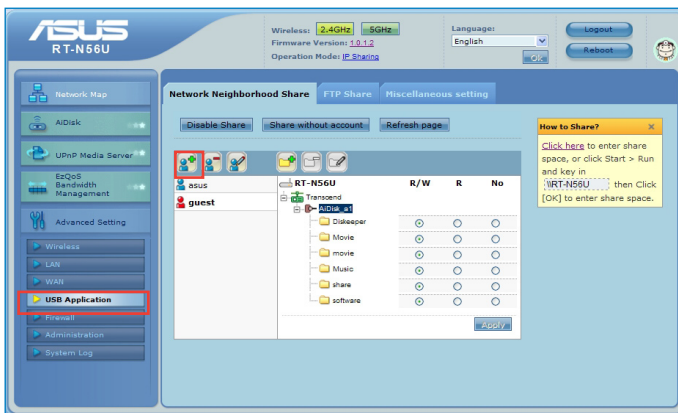 ASUS
RT-N56U
Wireless: 2.4GHz 5GHz
Firmware Version: 1.0.1.2
Operation Mode: IP Sharing
Language:
English
Ok
Logout
Reboot
Network Map
AiDisk
UPnP Media Server
EzQoS
Bandwidth
Management
Advanced Setting
Wireless
LAN
WAN
USB Application
Firewall
Administration
System Log
Network Neighborhood Share FTP Share Miscellaneous setting
Disable Share Share without account Refresh page
asus
guest
RT-N56U R/W R No
Transcend
AiDisk_a1
Diskeeper
Movie
movie
Music
share
software
Apply
How to Share? X
Click here to enter share
space, or click Start > Run
and key in
\\RT-N56U then Click
[OK] to enter share space.